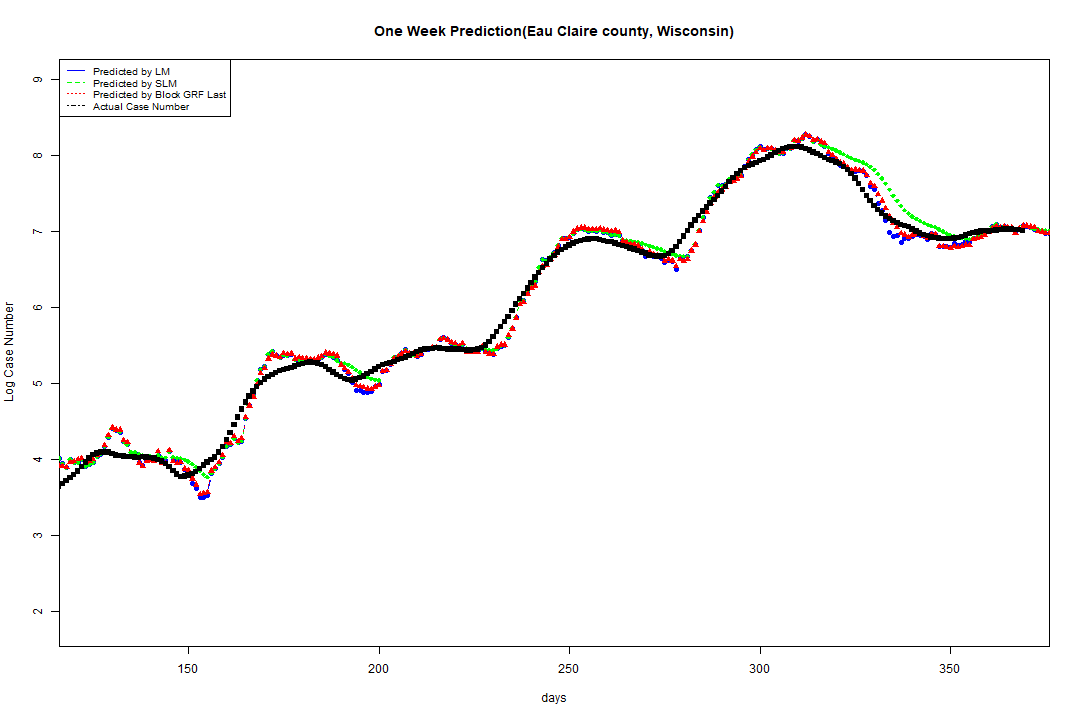 One Week Prediction(Eau Claire county, Wisconsin)
Predicted by LM
Predicted by SLM
Predicted by Block GRF Last
Actual Case Number
9
8
7
6
5
4
3
2
Log Case Number
150 200 250 300 350
days